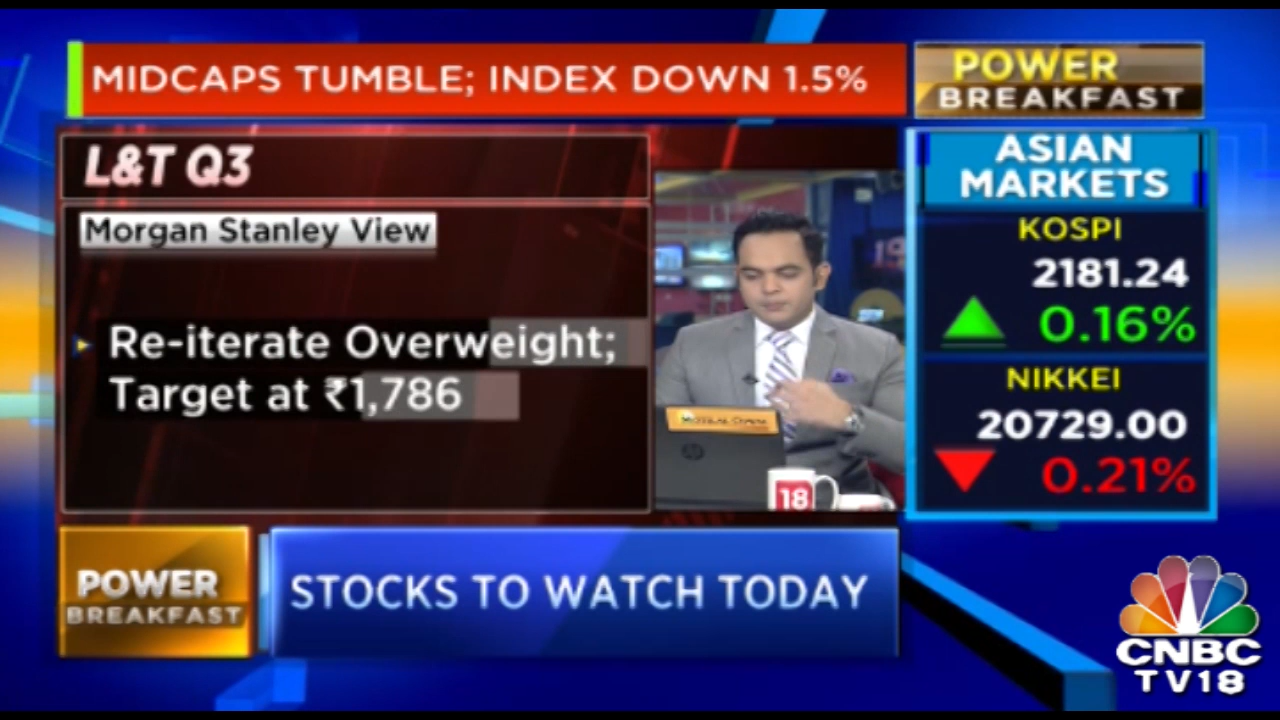 MIDCAPS TUMBLE; INDEX DOWN 1.5%
POWER
BREAKFAST
L&T Q3
Morgan Stanley View
Re-iterate Overweight;
Target at ₹1,786
ASIAN
MARKETS
KOSPI
2181.24
0.16%
NIKKEI
20729.00
0.21%
18
POWER
BREAKFAST
STOCKS TO WATCH TODAY
CNBC
TV18